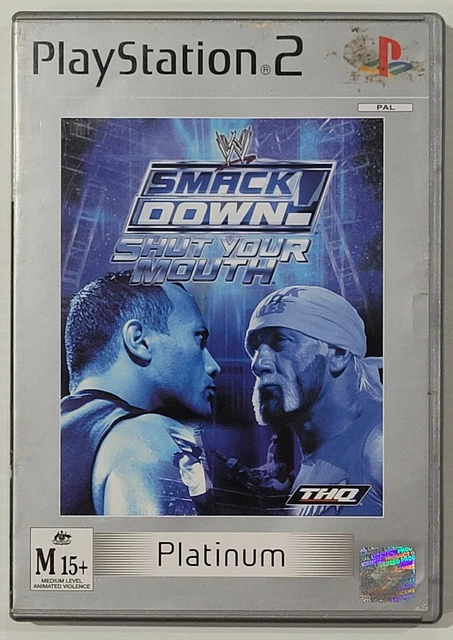 PlayStation®2
PAL
W
SMACK
DOWN!
SHUT YOUR
MOUTH
THQ
M 15+
MEDIUM LEVEL
ANIMATED VIOLENCE
Platinum